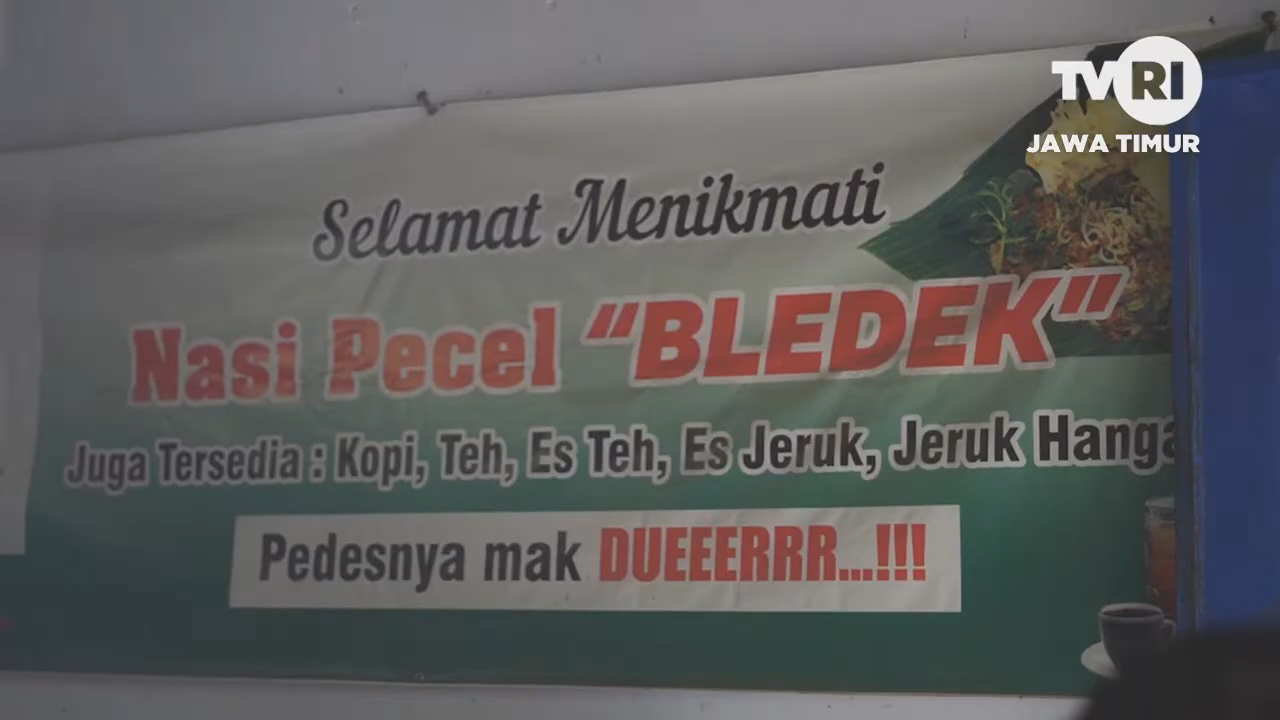 TVRI
JAWA TIMUR
Selamat Menikmati
Nasi Pecel "BLEDEK"
Juga Tersedia : Kopi, Teh, Es Teh, Es Jeruk, Jeruk Hanga
Pedesnya mak DUEEERRR...!!!